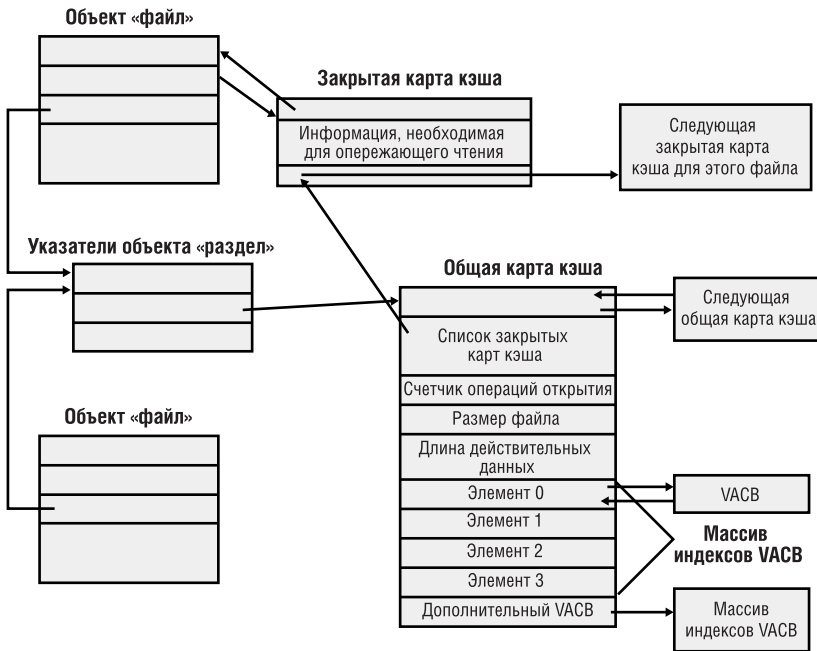 Объект «файл»
Закрытая карта кэша
Информация, необходимая
для опережающего чтения
Следующая
закрытая карта
кэша для этого файла
Указатели объекта «раздел»
Общая карта кэша
Следующая
общая карта кэша
Список закрытых
карт кэша
Счетчик операций открытия
Размер файла
Длина действительных
данных
Объект «файл»
Элемент 0
Элемент 1
Элемент 2
Элемент 3
Дополнительный VACB
VACB
Массив
индексов VACB
Массив
индексов VACB